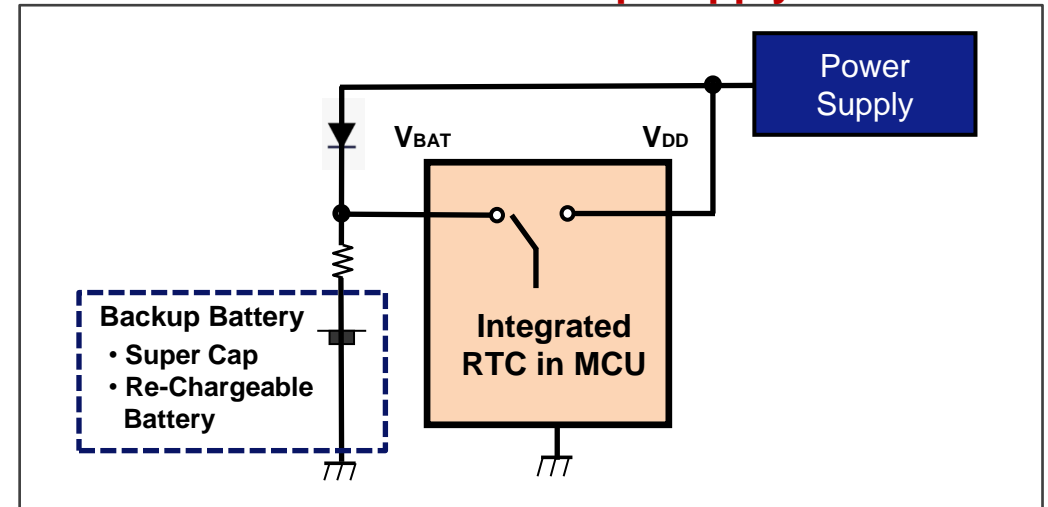 Power
Supply
VBAT
VDD
Integrated
RTC in MCU
Backup Battery
• Super Cap
• Re-Chargeable
Battery